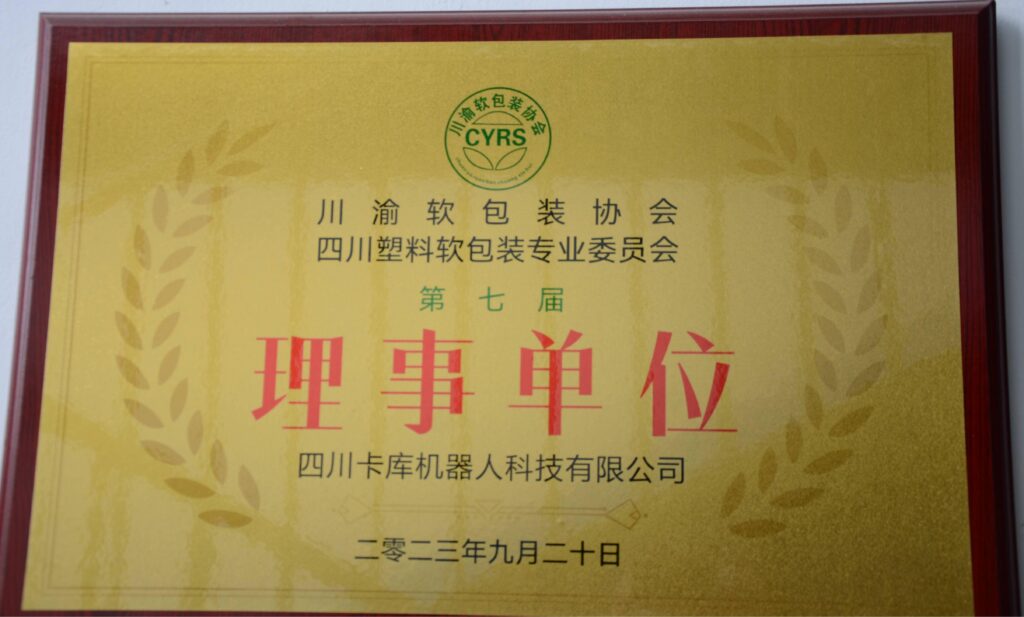 川渝软包装协会
CYRS
川渝软包装协会
四川塑料软包装专业委员会
第七届
理事单位
四川卡库机器人科技有限公司
二零二三年九月二十日